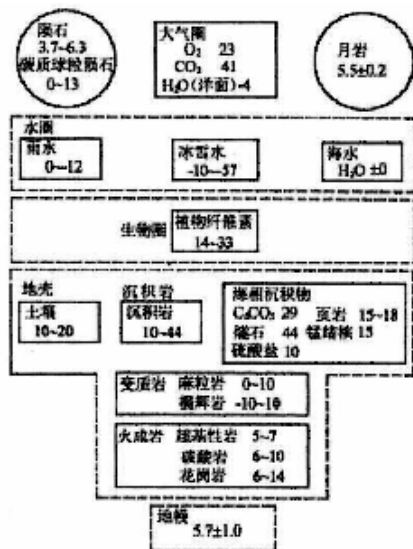 陨石
3.7~6.3
碳质球粒陨石
0~13
大气圈
O₂ 23
CO₂ 41
H₂O(洋面)-4
月岩
5.5±0.2
水圈
雨水
0~-12
冰雪水
-10~-57
海水
H₂O ±0
生物圈
植物纤维素
14~33
地壳
土壤
10~20
沉积岩
沉积岩
10~44
海相沉积物
CₐCO₃ 29 页岩 15~18
燧石 44 锰结核 15
硫酸盐 10
变质岩 麻粒岩 0~10
榴辉岩 -10~10
火成岩 超基性岩 5~7
碳酸岩 6~10
花岗岩 6~14
地幔
5.7±1.0